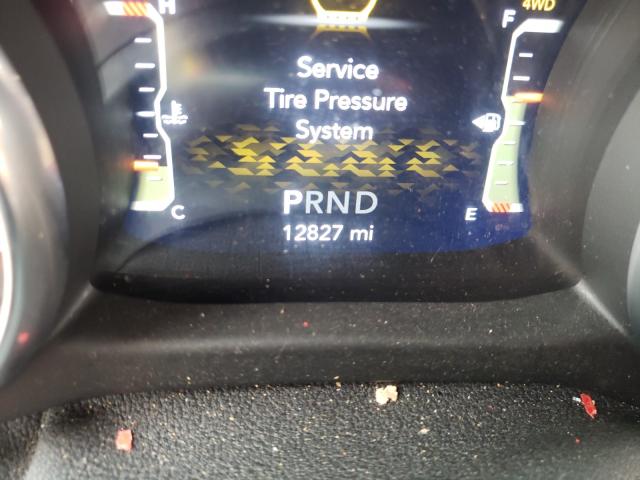 H
4WD
F
Service
Tire Pressure
System
PRND
C
E
12827 mi